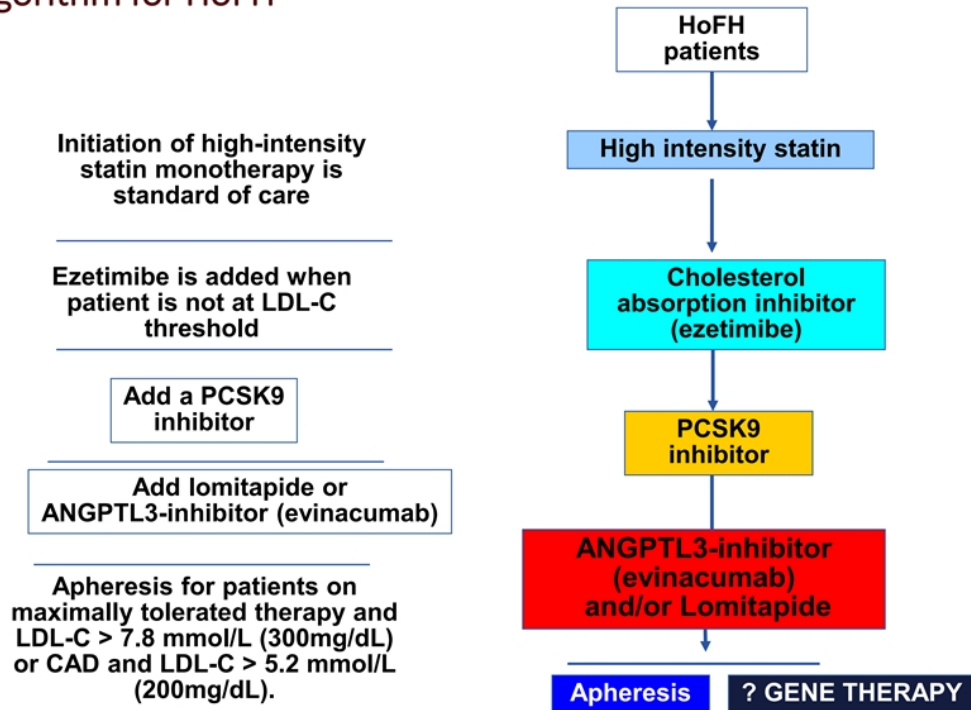 HoFH
HoFH
patients
Initiation of high-intensity
statin monotherapy is
standard of care
High intensity statin
Ezetimibe is added when
patient is not at LDL-C
threshold
Cholesterol
absorption inhibitor
(ezetimibe)
Add a PCSK9
inhibitor
PCSK9
inhibitor
Add lomitapide or
ANGPTL3-inhibitor (evinacumab)
ANGPTL3-inhibitor
(evinacumab)
and/or Lomitapide
Apheresis for patients on
maximally tolerated therapy and
LDL-C > 7.8 mmol/L (300mg/dL)
or CAD and LDL-C > 5.2 mmol/L
(200mg/dL).
Apheresis
? GENE THERAPY